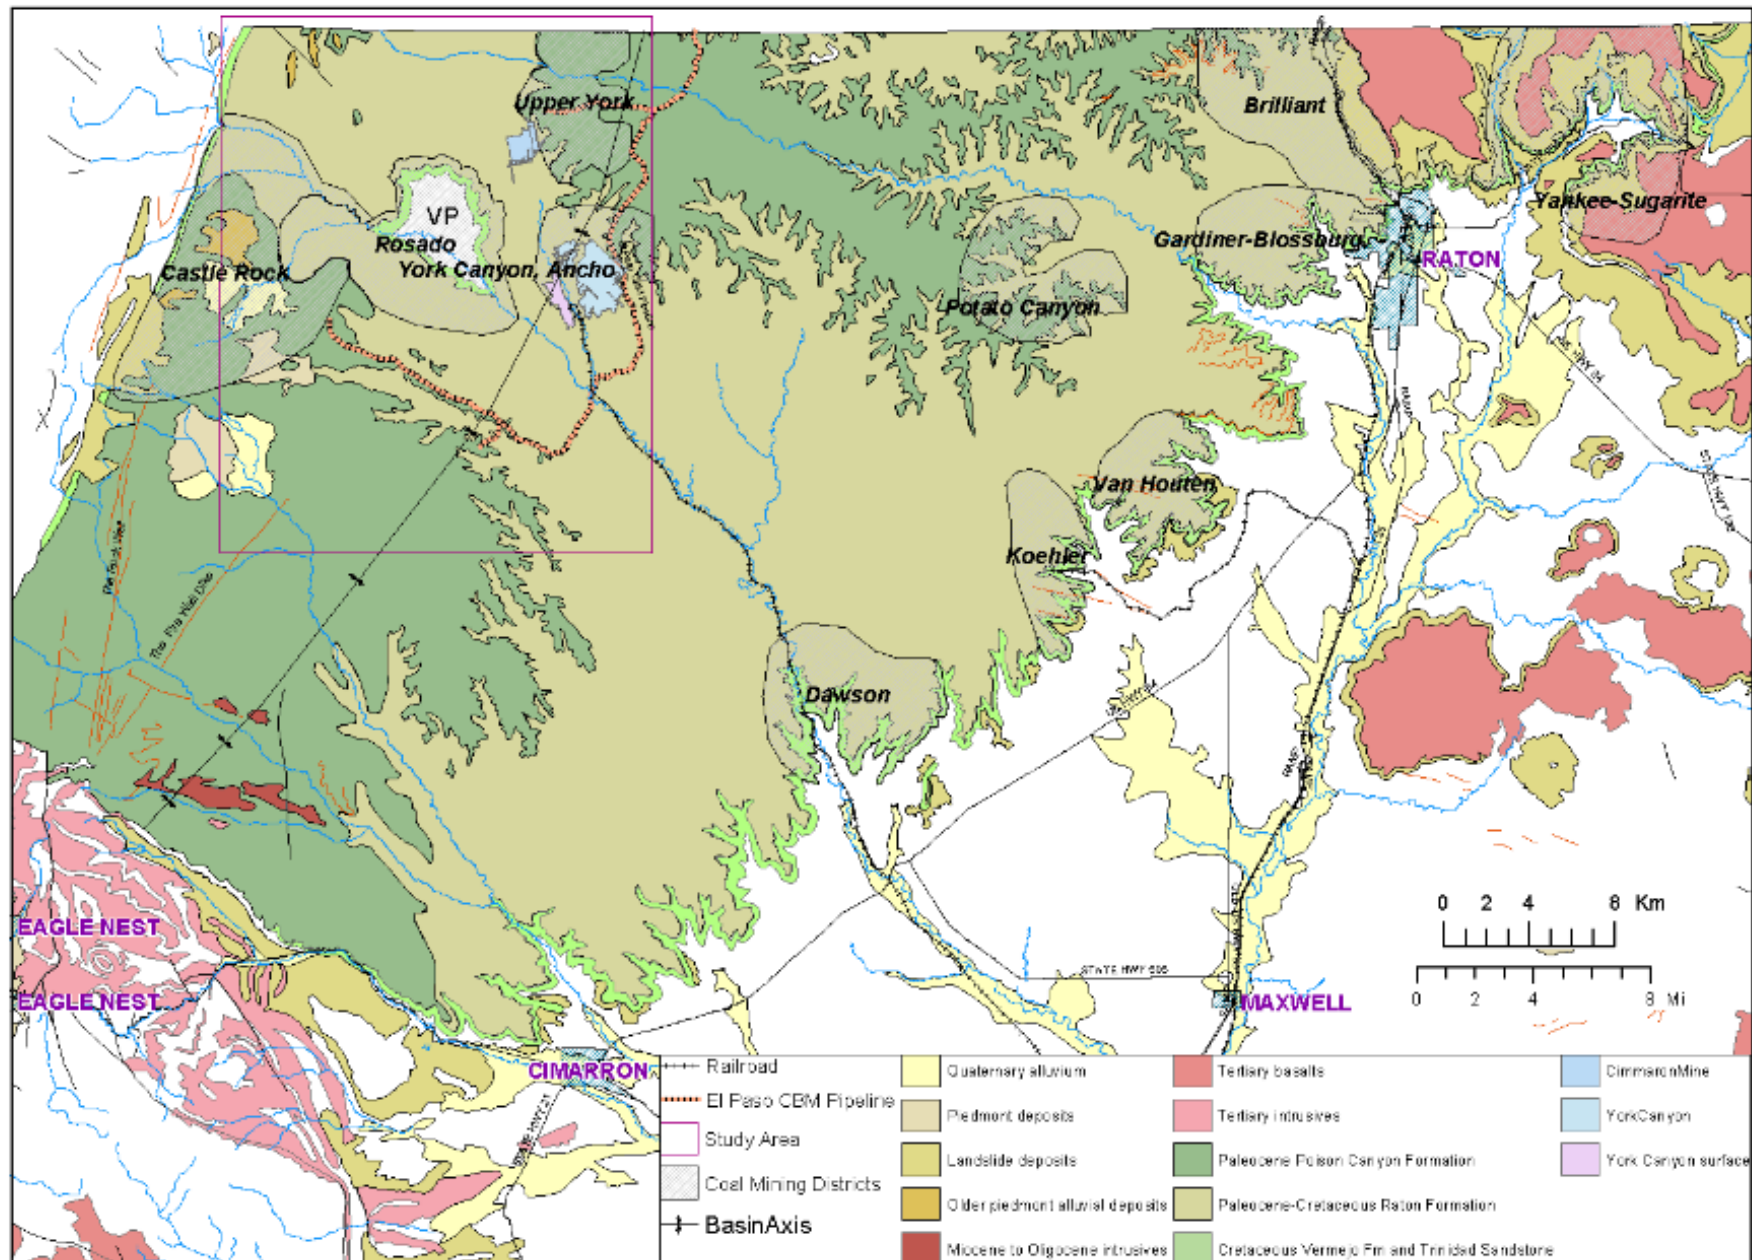 Upper York
Brilliant
VP
Rosado
Castle Rock
York Canyon, Ancho
Yankee-Sugarite
Gardiner-Blossburg
RATON
Potato Canyon
Van Houten
Koehler
Dawson
The Fire Hill Dike
EAGLE NEST
EAGLE NEST
0 2 4 8 Km
STATE HWY 505
MAXWELL
0 2 4 8 Mi
CIMARRON
Railroad
El Paso CBM Pipeline
Study Area
Coal Mining Districts
BasinAxis
Quaternary alluvium
Piedmont deposits
Landslide deposits
Older piedmont alluvial deposits
Miocene to Oligocene intrusives
Tertiary basalts
Tertiary intrusives
Paleocene Poison Canyon Formation
Paleocene-Cretaceous Raton Formation
Cretaceous Vermejo Fm and Trinidad Sandstone
CimmaronMine
YorkCanyon
York Canyon surface